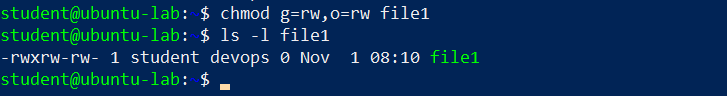 student@ubuntu-lab:~$ chmod g=rw,o=rw file1
student@ubuntu-lab:~$ ls -l file1
-rwxrw-rw- 1 student devops 0 Nov  1 08:10 file1
student@ubuntu-lab:~$